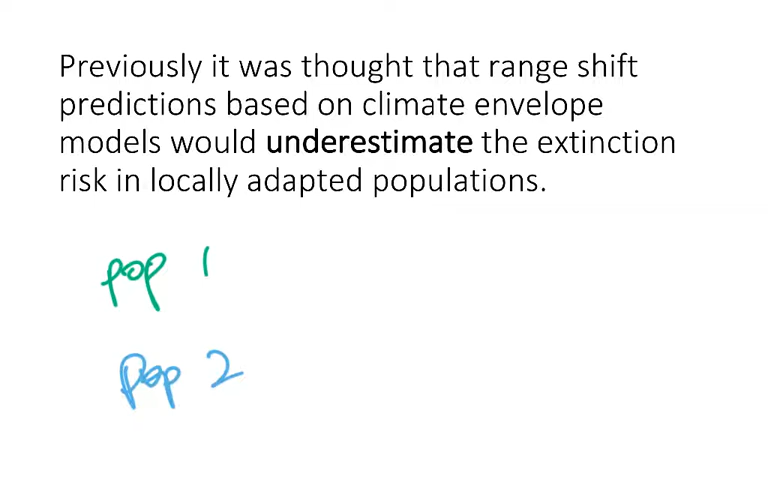 Previously it was thought that range shift
predictions based on climate envelope
models would underestimate the extinction
risk in locally adapted populations.
pop 1
Pop 2